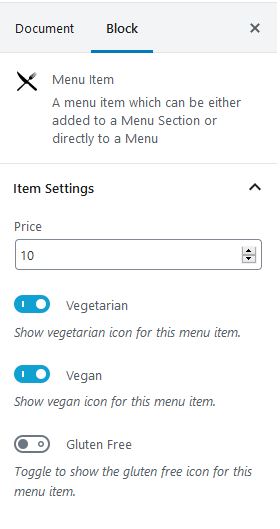 Document Block
Menu Item
A menu item which can be either
added to a Menu Section or
directly to a Menu
Item Settings
Price
10
Vegetarian
Show vegetarian icon for this menu item.
Vegan
Show vegan icon for this menu item.
Gluten Free
Toggle to show the gluten free icon for this
menu item.